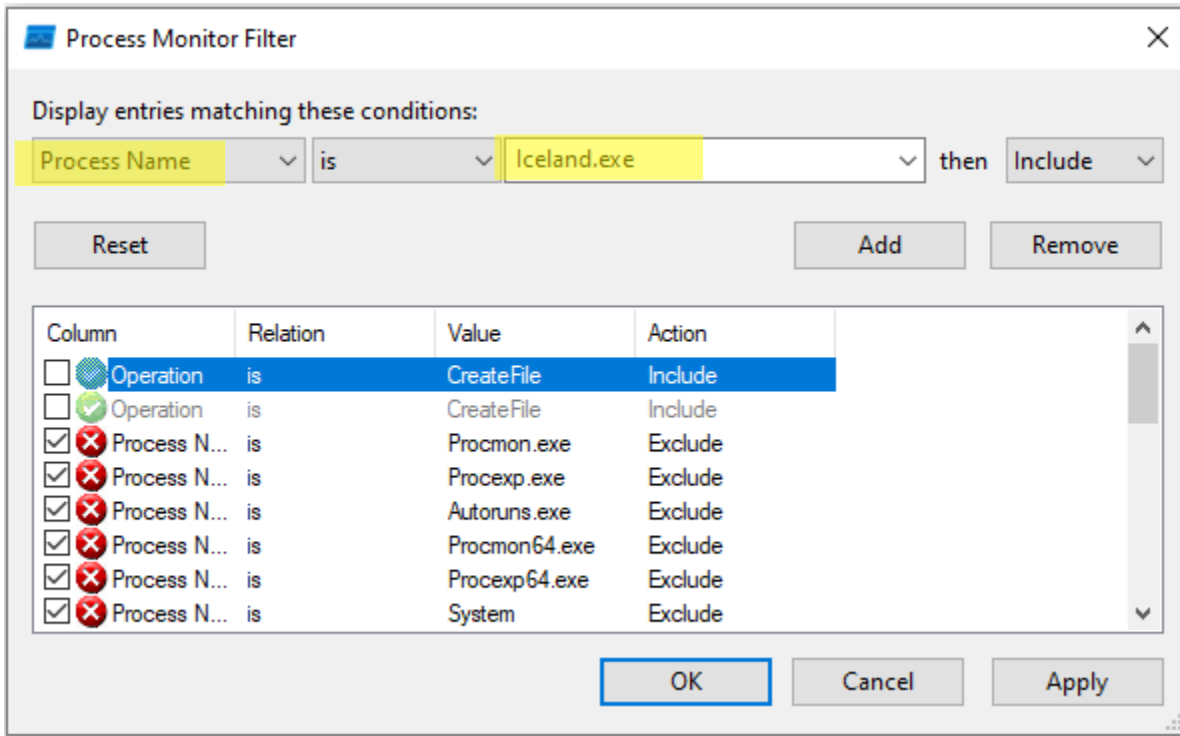 Process Monitor Filter
Display entries matching these conditions:
Process Name is Iceland.exe then Include
Reset Add Remove
Column Relation Value Action
Operation is CreateFile Include
Operation is CreateFile Include
Process N... is Procmon.exe Exclude
Process N... is Procexp.exe Exclude
Process N... is Autoruns.exe Exclude
Process N... is Procmon64.exe Exclude
Process N... is Procexp64.exe Exclude
Process N... is System Exclude
OK Cancel Apply